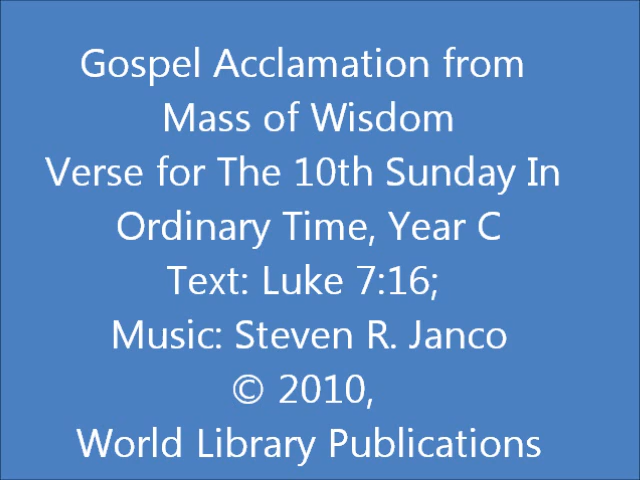 Gospel Acclamation from
Mass of Wisdom
Verse for The 10th Sunday In
Ordinary Time, Year C
Text: Luke 7:16;
Music: Steven R. Janco
© 2010,
World Library Publications